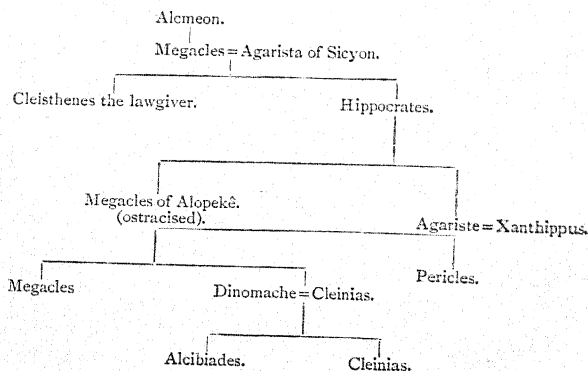 Alcmeon.
Megacles = Agarista of Sicyon.
Cleisthenes the lawgiver.
Hippocrates.
Megacles of Alopekê.
(ostracised).
Agariste = Xanthippus.
Megacles
Dinomache = Cleinias.
Pericles.
Alcibiades.
Cleinias.